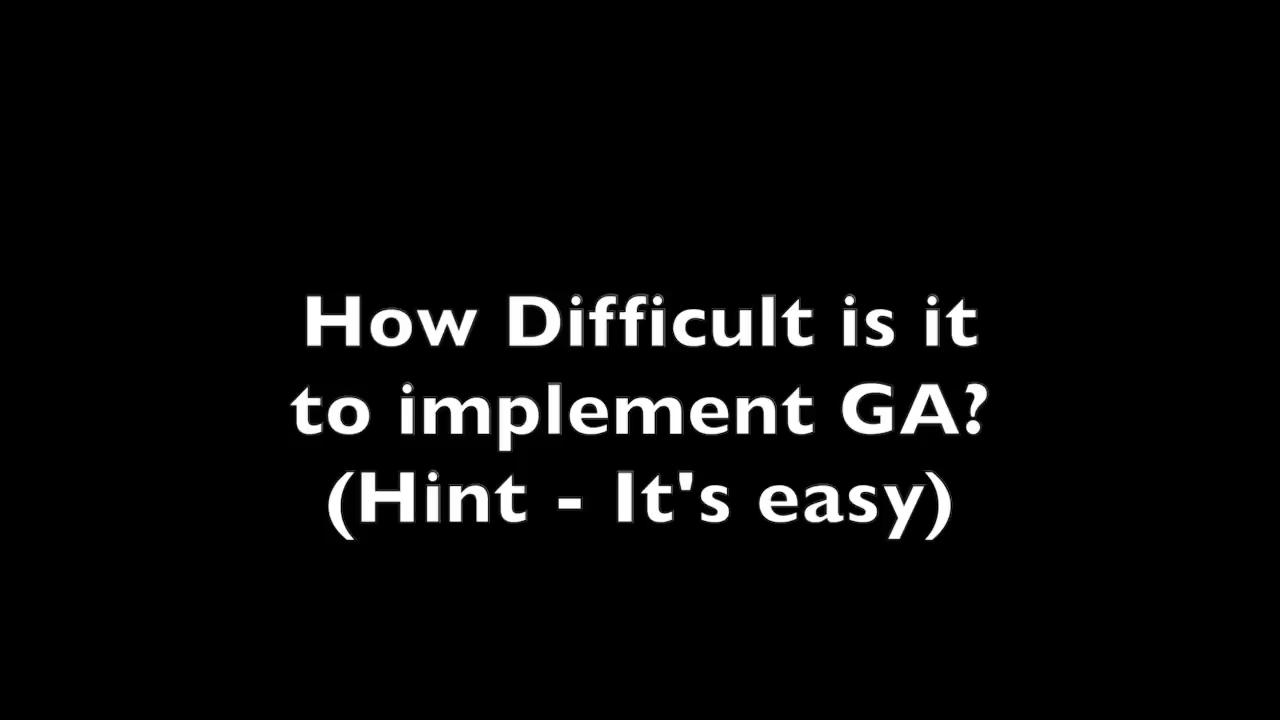 How Difficult is it
to implement GA?
(Hint - It's easy)